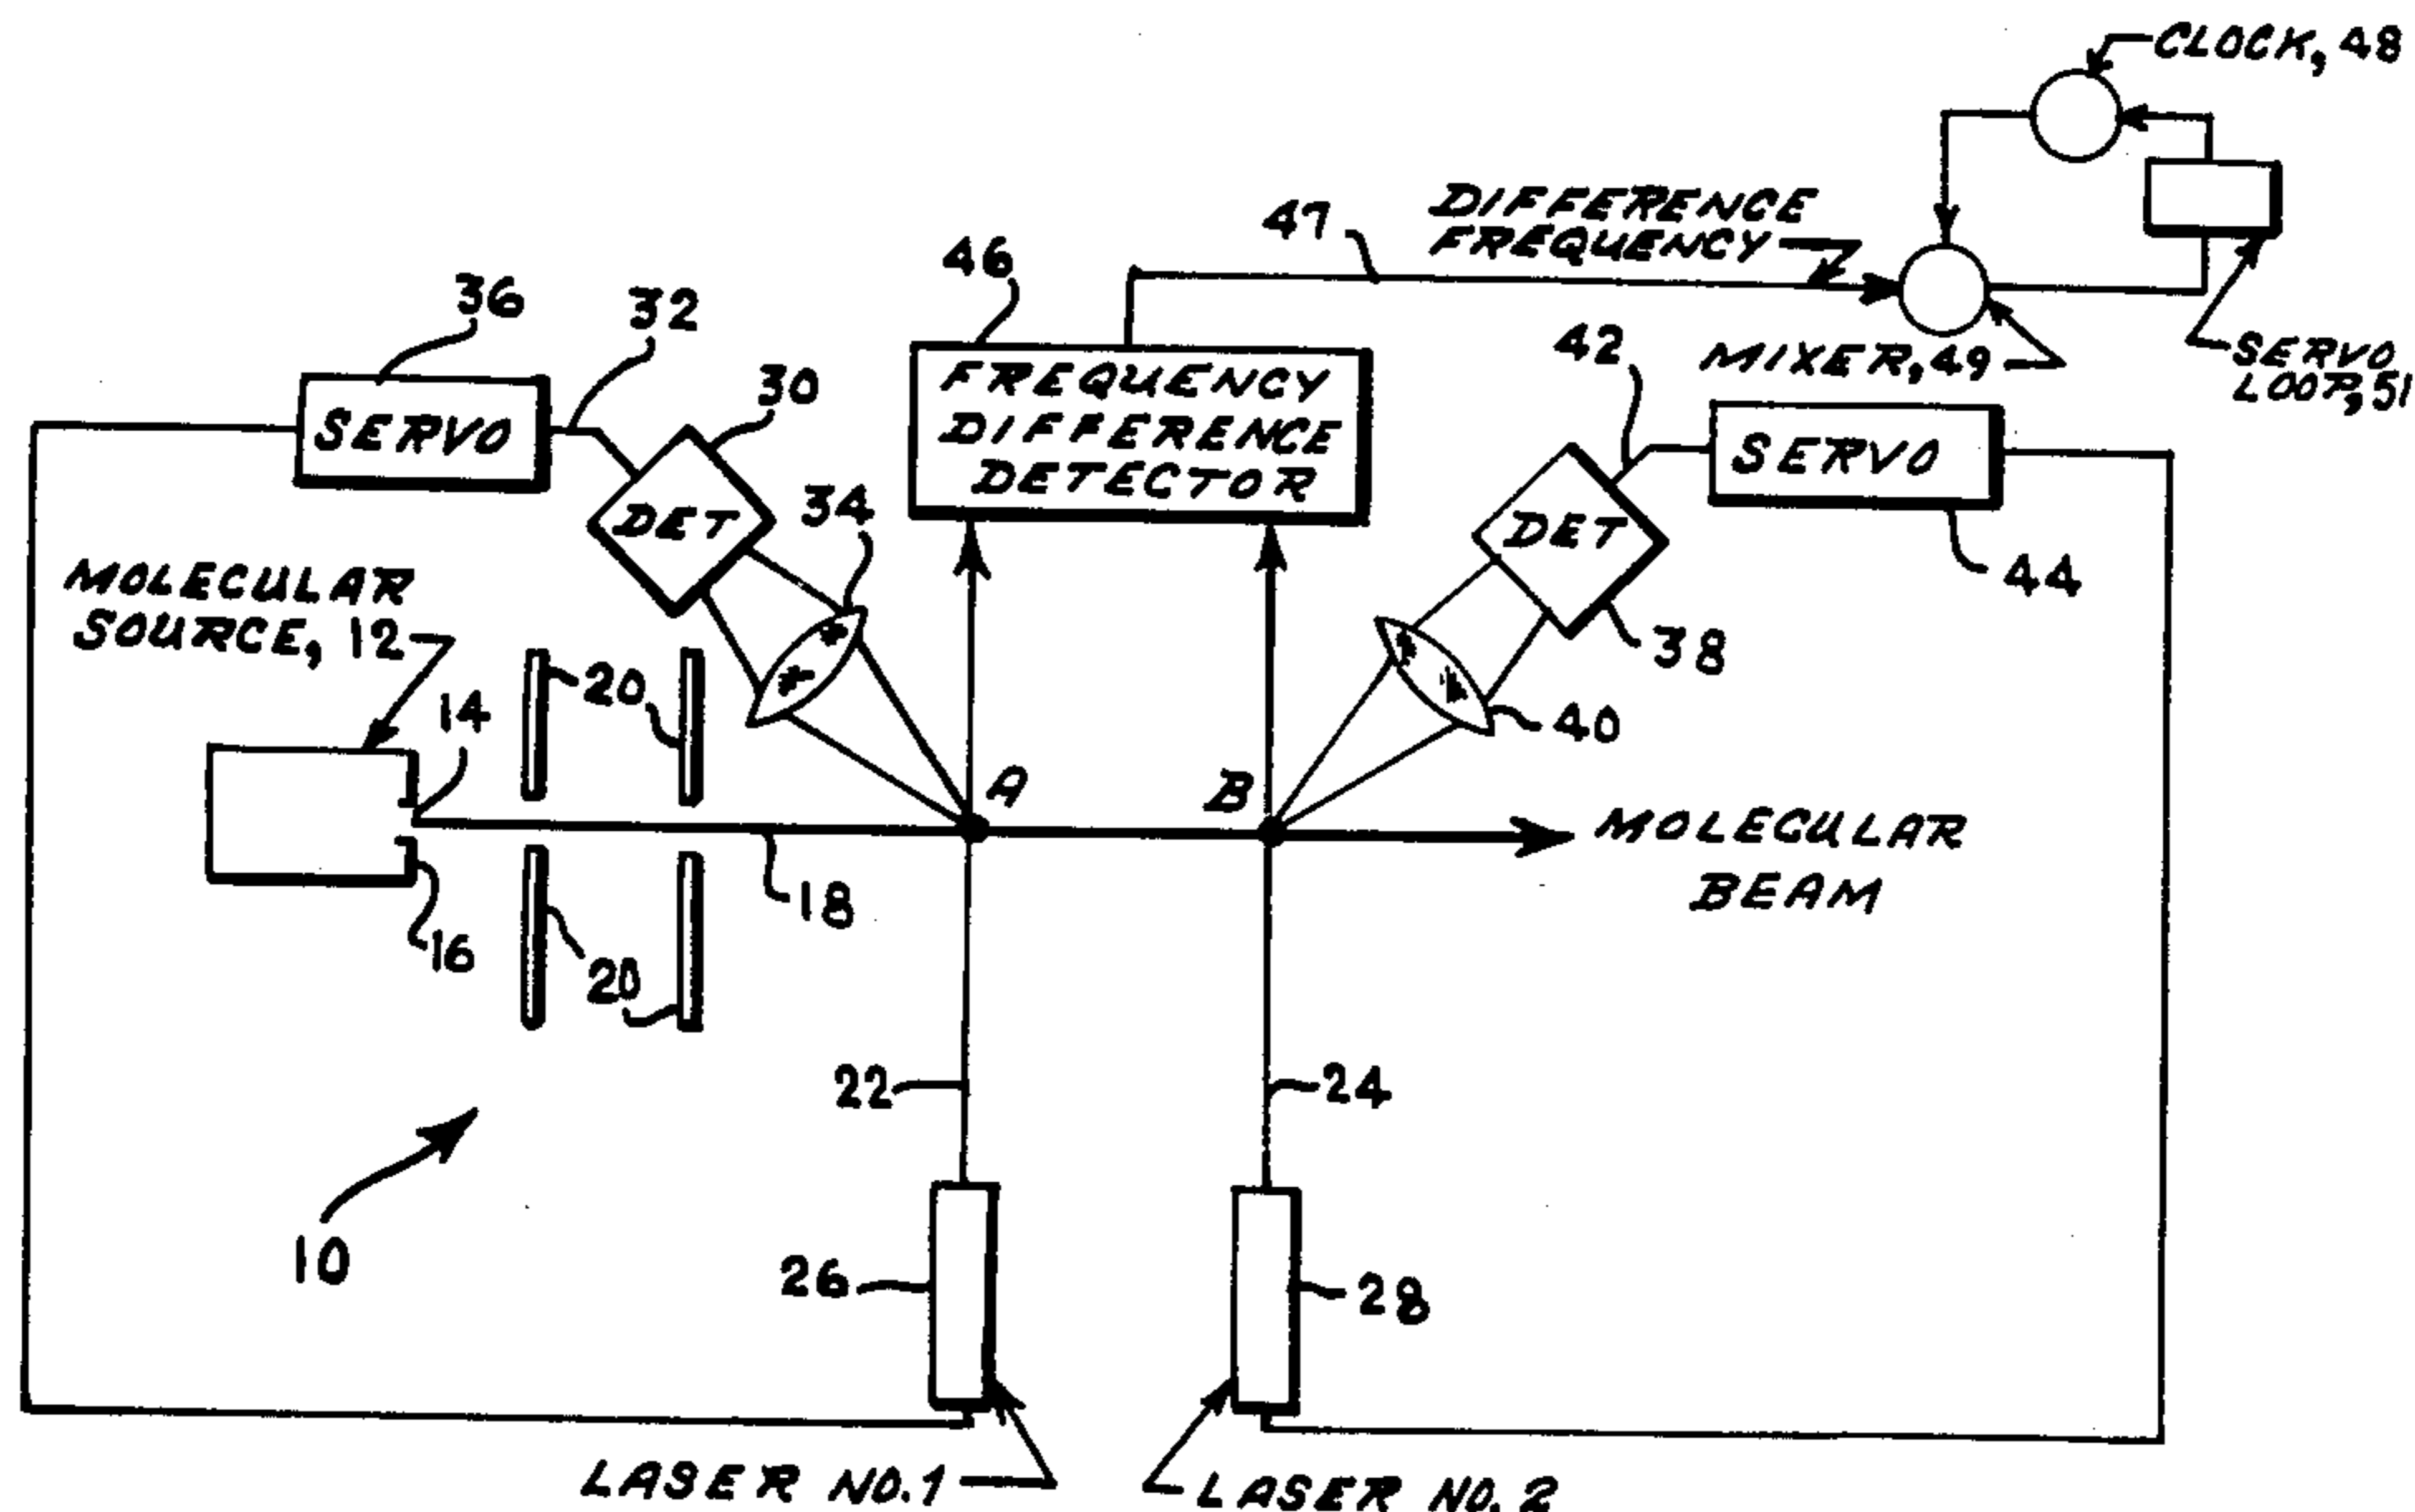 CLOCK, 48
DIFFERENCE
FREQUENCY
47
46
36
32
30
42
MIXER, 49
SERVO
LOOP, 51
SERVO
FREQUENCY
DIFFERENCE
DETECTOR
SERVO
34
DET
DET
44
MOLECULAR
SOURCE, 12
20
38
14
40
A
B
MOLECULAR
BEAM
18
16
20
22
24
10
26
28
LASER NO. 1
LASER NO. 2